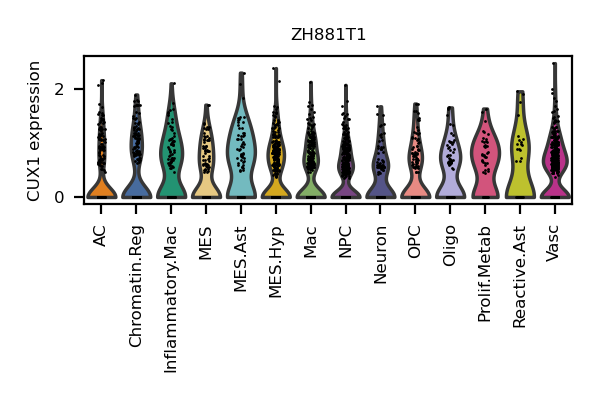 ZH881T1
CUX1 expression
2
0
AC
Chromatin.Reg
Inflammatory.Mac
MES
MES.Ast
MES.Hyp
Mac
NPC
Neuron
OPC
Oligo
Prolif.Metab
Reactive.Ast
Vasc